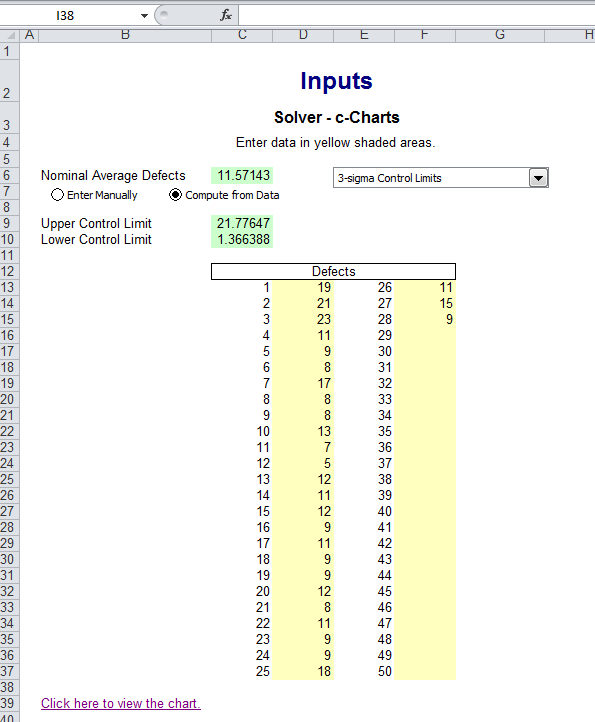 I38 fx
A B C D E F G H
1
2 Inputs
3 Solver - c-Charts
4 Enter data in yellow shaded areas.
5
6 Nominal Average Defects 11.57143 3-sigma Control Limits
7 Enter Manually Compute from Data
8
9 Upper Control Limit 21.77647
10 Lower Control Limit 1.366388
11
12 Defects
13 1 19 26 11
14 2 21 27 15
15 3 23 28 9
16 4 11 29
17 5 9 30
18 6 8 31
19 7 17 32
20 8 8 33
21 9 8 34
22 10 13 35
23 11 7 36
24 12 5 37
25 13 12 38
26 14 11 39
27 15 12 40
28 16 9 41
29 17 11 42
30 18 9 43
31 19 9 44
32 20 12 45
33 21 8 46
34 22 11 47
35 23 9 48
36 24 9 49
37 25 18 50
38
39 Click here to view the chart.
40